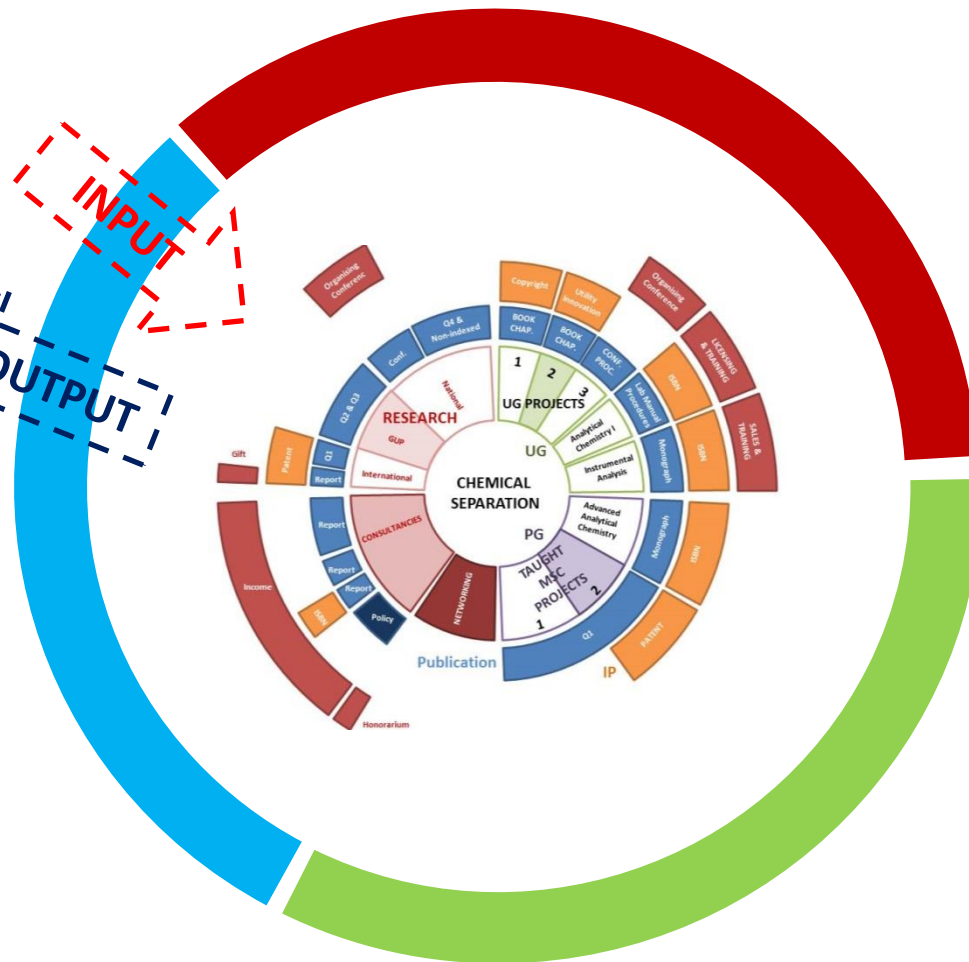 INPUT
OUTPUT
Organising
Conferenc
Copyright
Utility
Innovation
Organising
Conference
LICENSING
& TRAINING
SALES &
TRAINING
Q4 &
Non-indexed
Conf.
Q2 & Q3
Q1
Report
Patent
Gift
BOOK
CHAP.
BOOK
CHAP.
CONF.
PROC.
Lab Manual
Procedures
Monograph
ISBN
ISBN
National
RESEARCH
GUP
International
1
2
3
UG PROJECTS
Analytical
Chemistry I
Instrumental
Analysis
UG
CHEMICAL
SEPARATION
PG
Advanced
Analytical
Chemistry
TAUGHT
MSC
PROJECTS
1
2
Monograph
ISBN
Q1
PATENT
CONSULTANCIES
NETWORKING
Report
Report
Report
Policy
ISBN
Income
Publication
IP
Honorarium